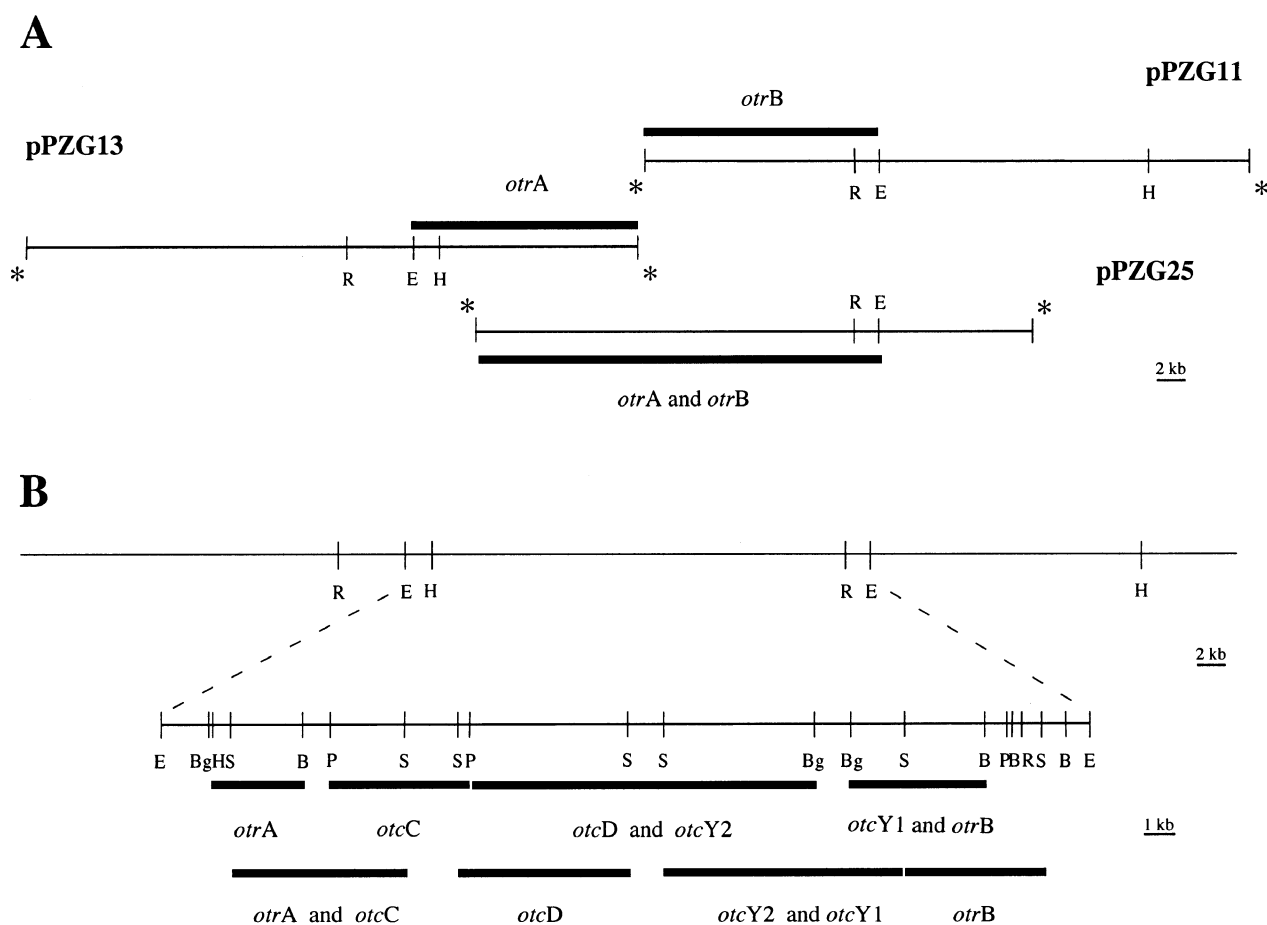 A
pPZG11
otrB
pPZG13
* R E H *
otrA
R E H
* *
pPZG25
* R E *
2 kb
otrA and otrB
B
R E H R E H
2 kb
E Bg H S B P S S P S S Bg Bg S B P B R S B E
otrA otcC otcD and otcY2 otcY1 and otrB
1 kb
otrA and otcC otcD otcY2 and otcY1 otrB